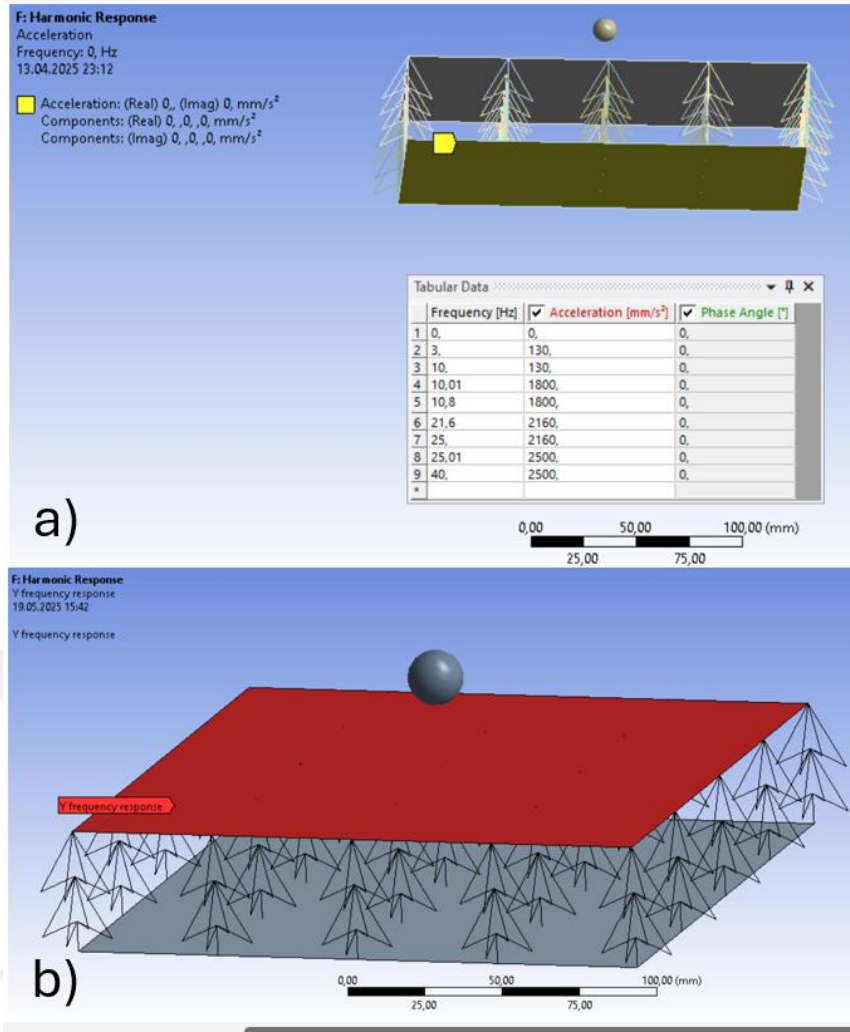 F: Harmonic Response
Acceleration
Frequency: 0, Hz
13.04.2025 23:12
Acceleration: (Real) 0,, (Imag) 0, mm/s²
Components: (Real) 0, ,0, ,0, mm/s²
Components: (Imag) 0, ,0, ,0, mm/s²
Tabular Data
Frequency [Hz] Acceleration [mm/s²] Phase Angle [°]
1 0, 0, 0,
2 3, 130, 0,
3 10, 130, 0,
4 10,01 1800, 0,
5 10,8 1800, 0,
6 21,6 2160, 0,
7 25, 2160, 0,
8 25,01 2500, 0,
9 40, 2500, 0,
*
a)
0,00 50,00 100,00 (mm)
25,00 75,00
F: Harmonic Response
Y frequency response
19.05.2025 15:42
Y frequency response
Y frequency response
b)
0,00 50,00 100,00 (mm)
25,00 75,00